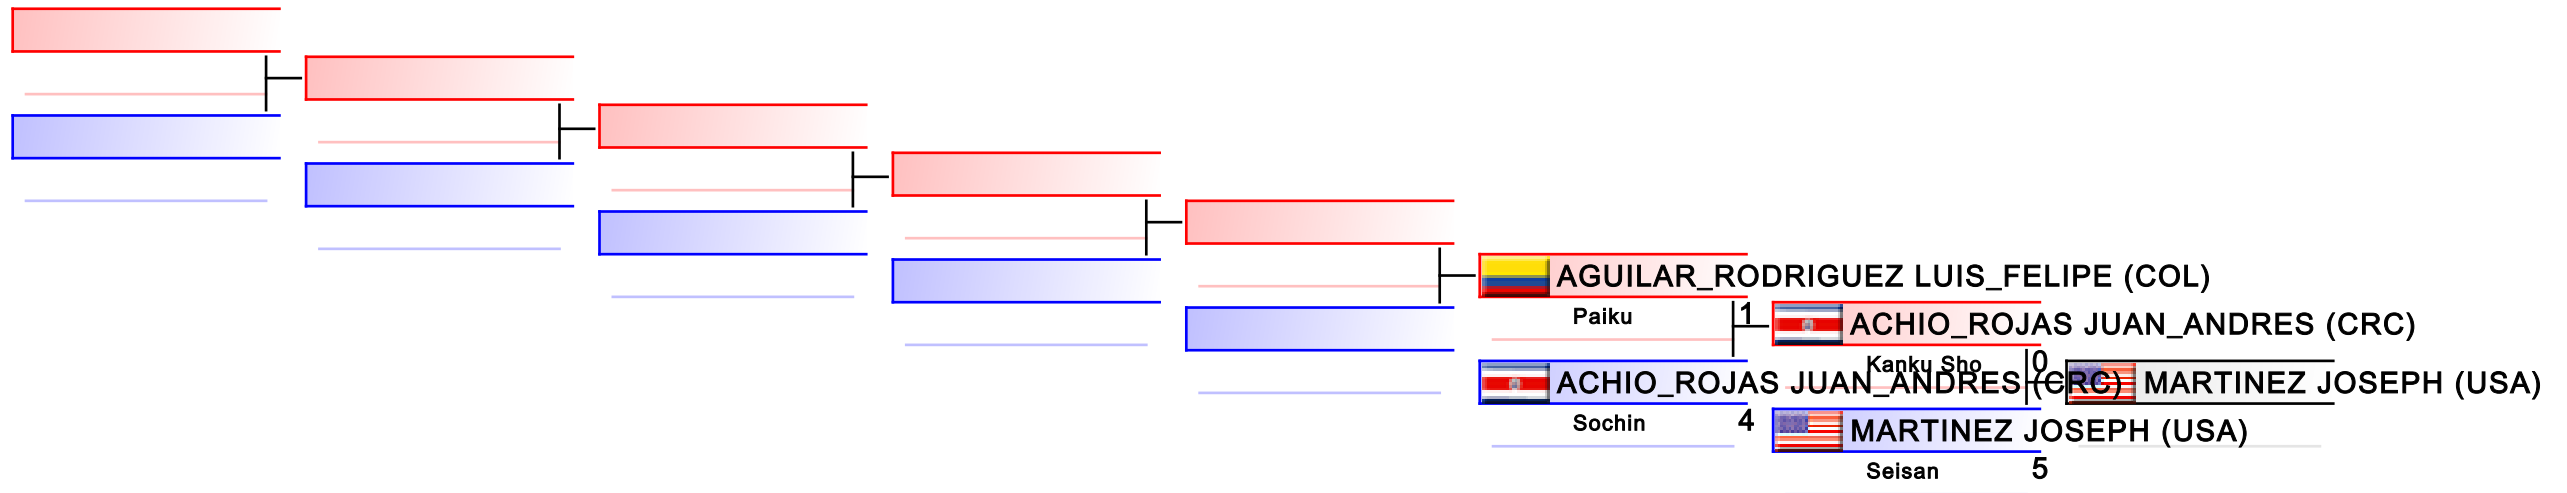 AGUILAR_RODRIGUEZ LUIS_FELIPE (COL)
Paiku 1
ACHIO_ROJAS JUAN_ANDRES (CRC)
Sochin 4
ACHIO_ROJAS JUAN_ANDRES (CRC)
Kanku Sho 0
MARTINEZ JOSEPH (USA)
Seisan 5
MARTINEZ JOSEPH (USA)